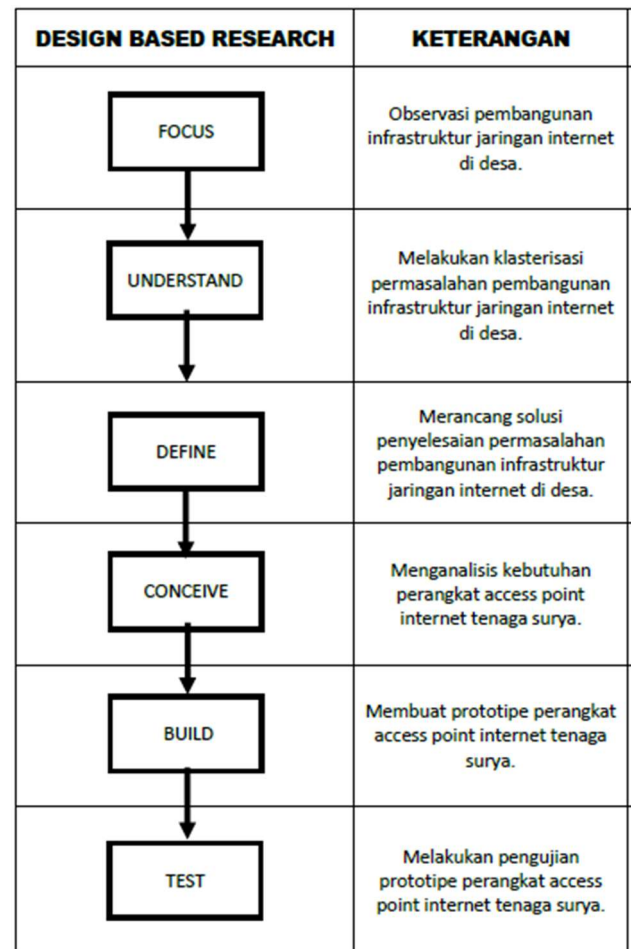 DESIGN BASED RESEARCH
KETERANGAN
FOCUS
Observasi pembangunan
infrastruktur jaringan internet
di desa.
UNDERSTAND
Melakukan klasterisasi
permasalahan pembangunan
infrastruktur jaringan internet
di desa.
DEFINE
Merancang solusi
penyelesaian permasalahan
pembangunan infrastruktur
jaringan internet di desa.
CONCEIVE
Menganalisis kebutuhan
perangkat access point
internet tenaga surya.
BUILD
Membuat prototipe perangkat
access point internet tenaga
surya.
TEST
Melakukan pengujian
prototipe perangkat access
point internet tenaga surya.